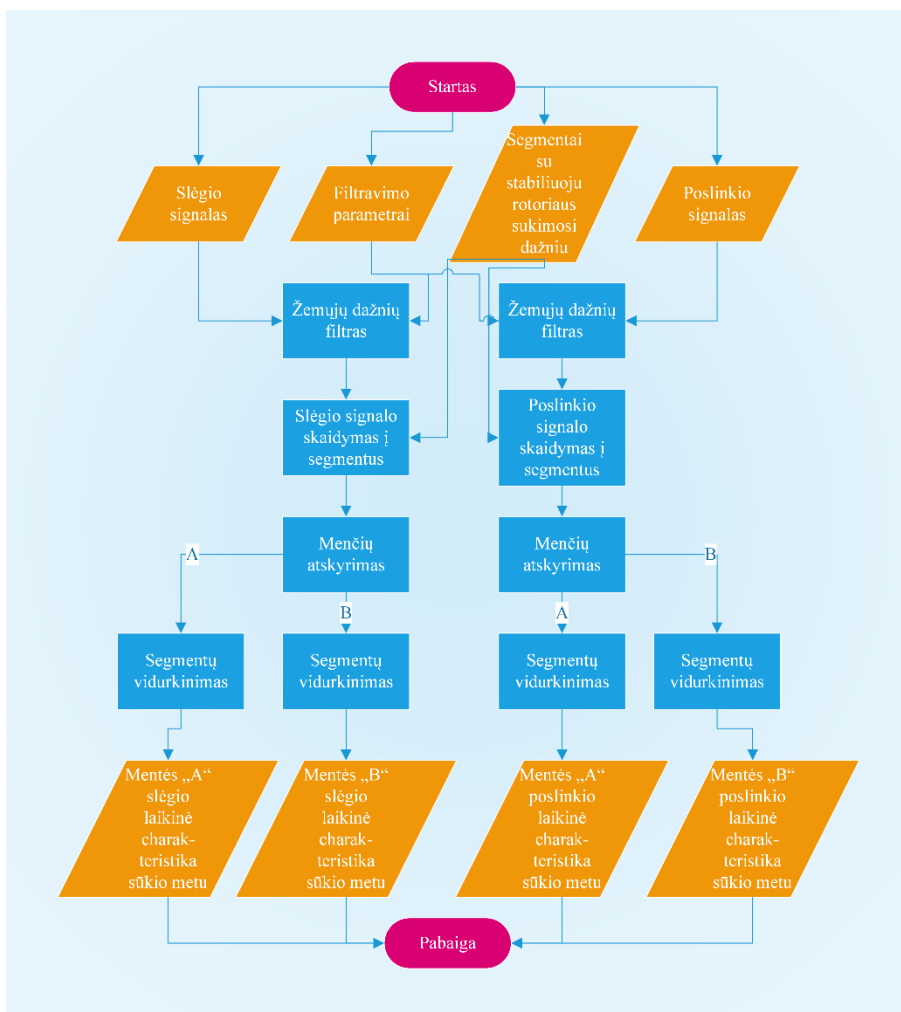 Startas
Slėgio
signalas
Filtravimo
parametrai
Segmentai
su
stabiliuoju
rotoriaus
sukimosi
dažniu
Poslinkio
signalas
Žemųjų dažnių
filtras
Žemųjų dažnių
filtras
Slėgio signalo
skaidymas į
segmentus
Poslinkio
signalo
skaidymas į
segmentus
Menčių
atskyrimas
Menčių
atskyrimas
A
B
A
B
Segmentų
vidurkinimas
Segmentų
vidurkinimas
Segmentų
vidurkinimas
Segmentų
vidurkinimas
Mentės „A“
slėgio
laikinė
charak-
teristika
sūkio metu
Mentės „B“
slėgio
laikinė
charak-
teristika
sūkio metu
Mentės „A“
poslinkio
laikinė
charak-
teristika
sūkio metu
Mentės „B“
poslinkio
laikinė
charak-
teristika
sūkio metu
Pabaiga